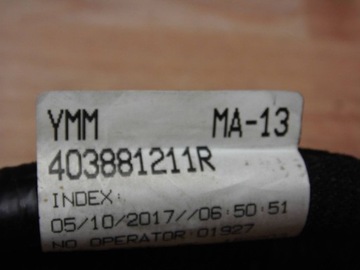 YMM MA-13
403881211R
INDEX:
05/10/2017//06:50:51
NO OPERATOR:01927